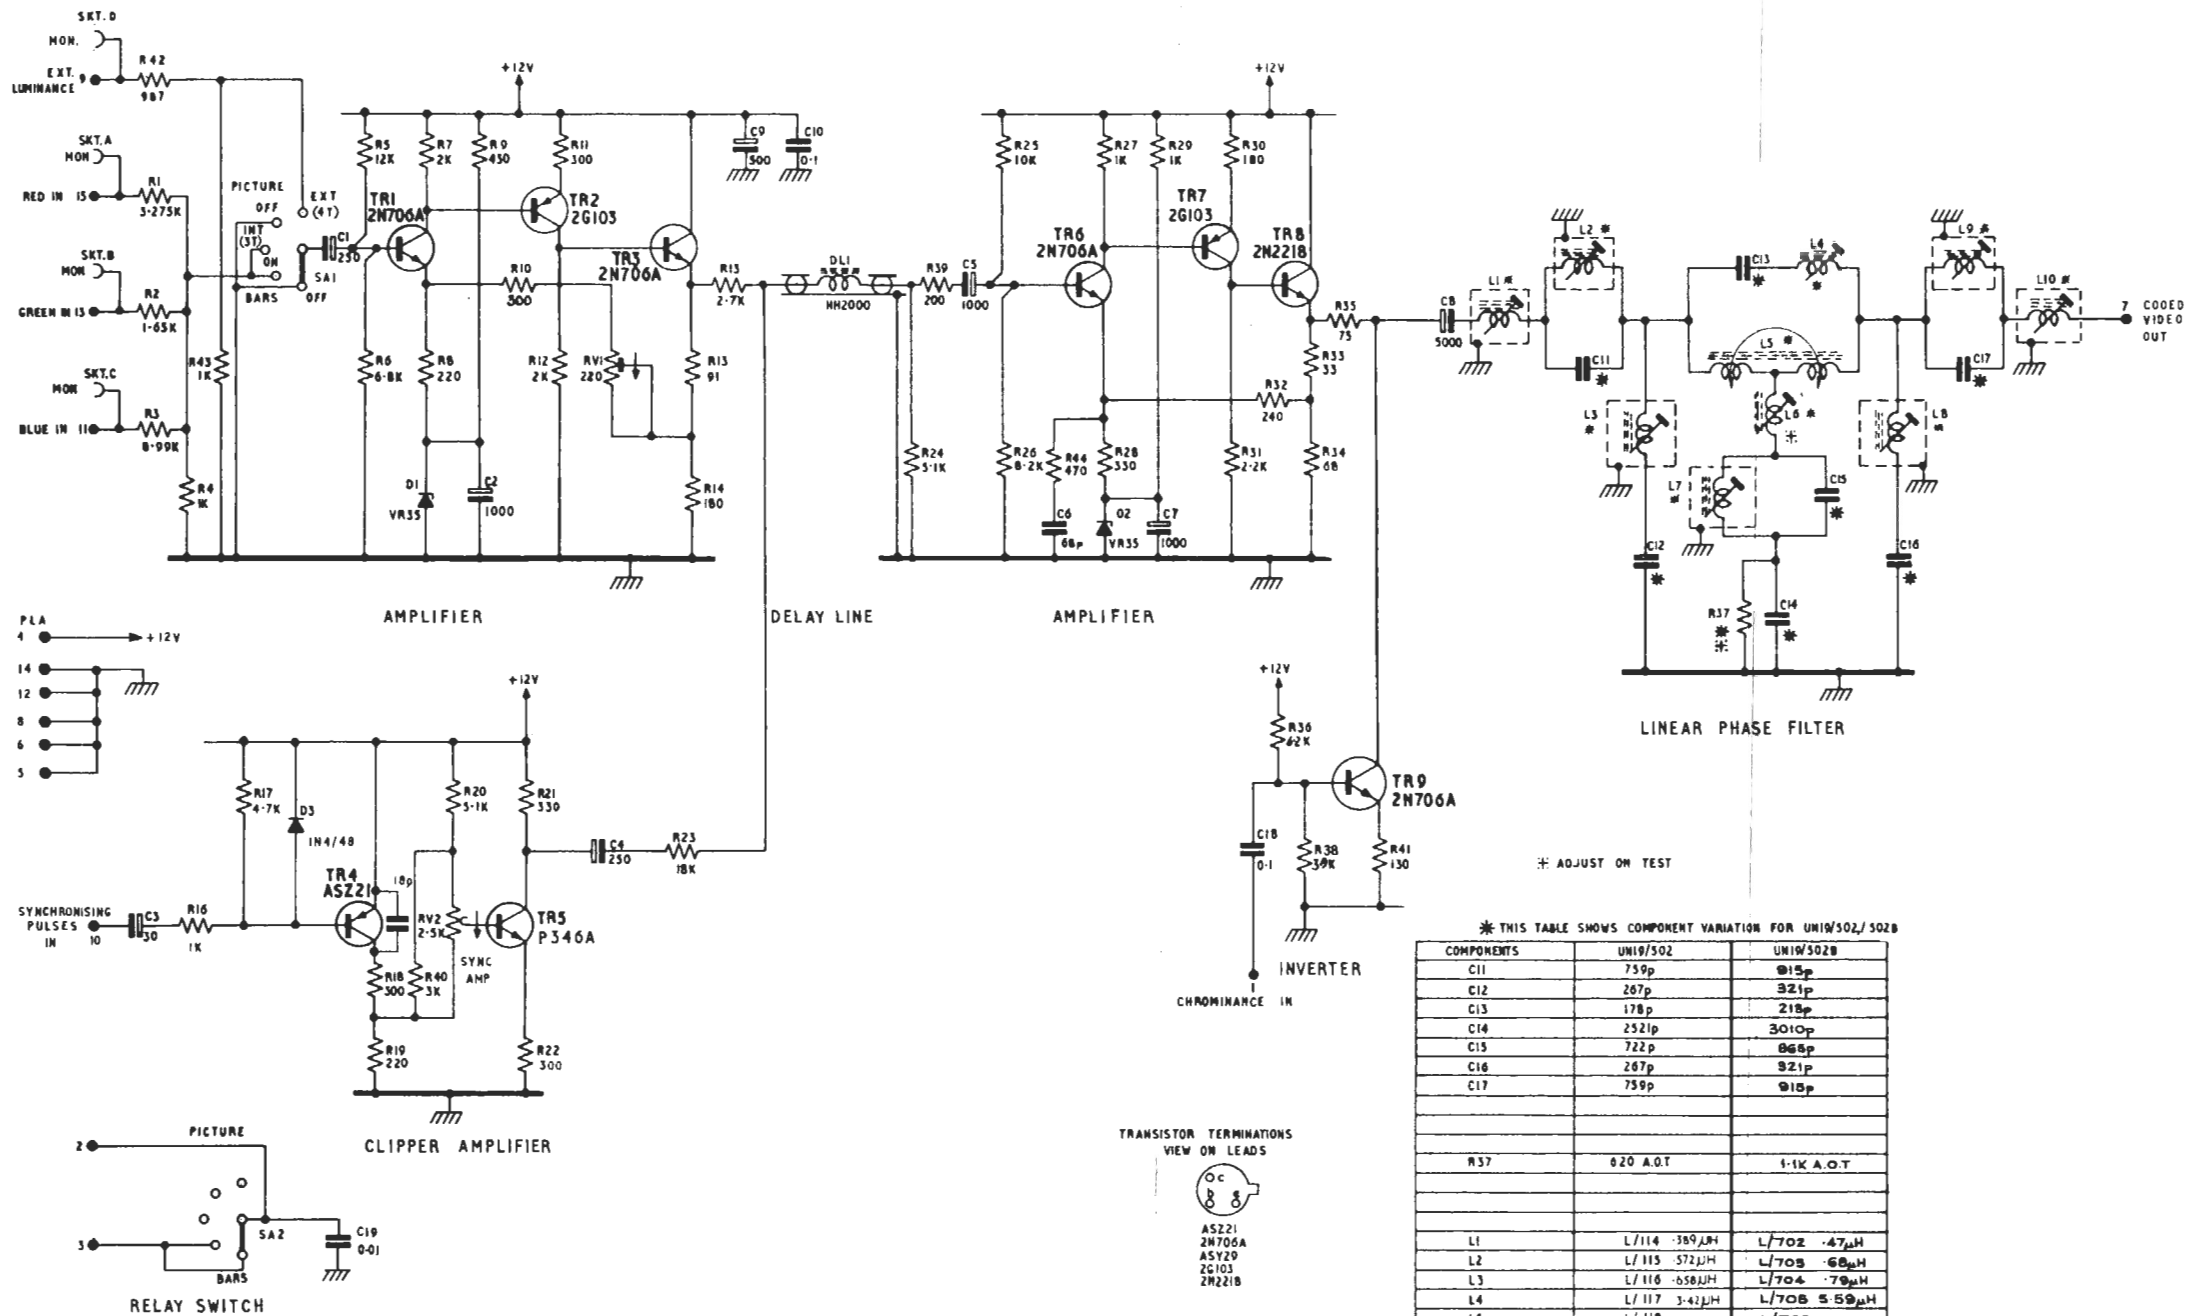 SKT.D
MON.
EXT. 9
LUMINANCE
R42
987
SKT.A
MON
RED IN 15
R1
3·275K
SKT.B
MON
GREEN IN 13
R2
1·65K
SKT.C
MON
BLUE IN 11
R3
8·99K
R4
1K
R43
1K
PICTURE
OFF
EXT
(4T)
INT
(3T)
ON
SA1
BARS
OFF
C1
250
+12V
R5
12K
R7
2K
R9
430
R11
300
C9
500
C10
0·1
TR1
2N706A
TR2
2G103
TR3
2N706A
R10
300
R6
6·8K
R8
220
R12
2K
RV1
220
R13
91
D1
VR35
C2
1000
R14
180
AMPLIFIER
R15
2·7K
DL1
HH2000
DELAY LINE
R39
200
C5
1000
R24
5·1K
+12V
R25
10K
R27
1K
R29
1K
R30
180
TR6
2N706A
TR7
2G103
TR8
2N2218
R35
75
R33
33
R32
240
R26
8·2K
R44
470
R28
330
R31
2·2K
R34
68
C6
68p
D2
VR35
C7
1000
AMPLIFIER
C8
5000
L1 *
L2 *
C11
*
L3
*
C12
*
C13
*
L4
*
L5 *
L6 *
L7
*
C15
*
R37
*
C14
*
L8
*
C16
*
L9 *
C17
*
L10 *
7 CODED
VIDEO
OUT
LINEAR PHASE FILTER
PLA
4 +12V
14
12
8
6
5
+12V
R17
4·7K
D3
IN4/48
R20
5·1K
R21
330
TR4
ASZ21
18p
RV2
2·5K
SYNC
AMP
TR5
P346A
C4
250
R23
18K
SYNCHRONISING
PULSES
IN 10
C3
30
R16
1K
R18
300
R40
3K
R19
220
R22
300
CLIPPER AMPLIFIER
+12V
R36
62K
TR9
2N706A
C18
0·1
R38
39K
R41
130
INVERTER
1
CHROMINANCE IN
⁜ ADJUST ON TEST
PICTURE
2
3
SA2
C19
0·01
BARS
RELAY SWITCH
TRANSISTOR TERMINATIONS
VIEW ON LEADS
c
b e
ASZ21
2N706A
ASY29
2G103
2N2218
* THIS TABLE SHOWS COMPONENT VARIATION FOR UN19/502/502B
COMPONENTS UN19/502 UN19/502B
C11 759p 915p
C12 267p 321p
C13 178p 218p
C14 2521p 3010p
C15 722p 865p
C16 267p 321p
C17 759p 915p
R37 620 A.O.T 1·1K A.O.T
L1 L/114 ·389µH L/702 ·47µH
L2 L/115 ·572µH L/703 ·68µH
L3 L/116 ·658µH L/704 ·79µH
L4 L/117 3·42µH L/705 5·59µH